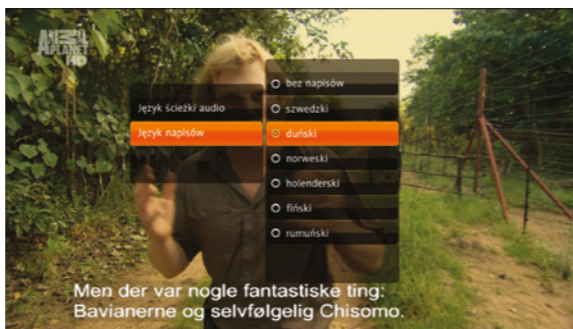 ANIMAL
PLANET
HD
bez napisów
Język ścieżki audio
szwedzki
Język napisów
duński
norweski
holenderski
fiński
rumuński
Men der var nogle fantastiske ting:
Bavianerne og selvfølgelig Chisomo.